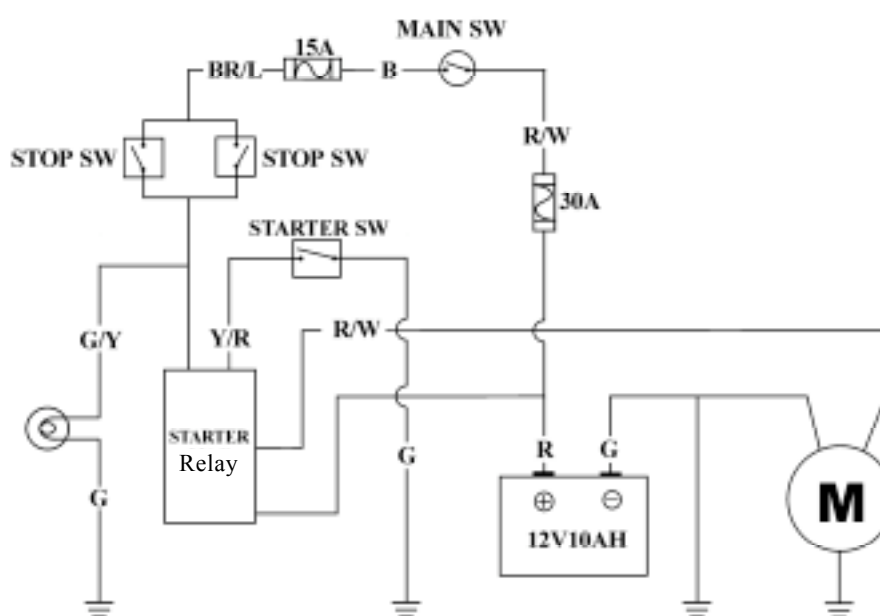 MAIN SW
15A
BR/L
B
R/W
STOP SW
STOP SW
30A
STARTER SW
G/Y
Y/R
R/W
STARTER
Relay
G
G
R
G
+
−
12V10AH
M